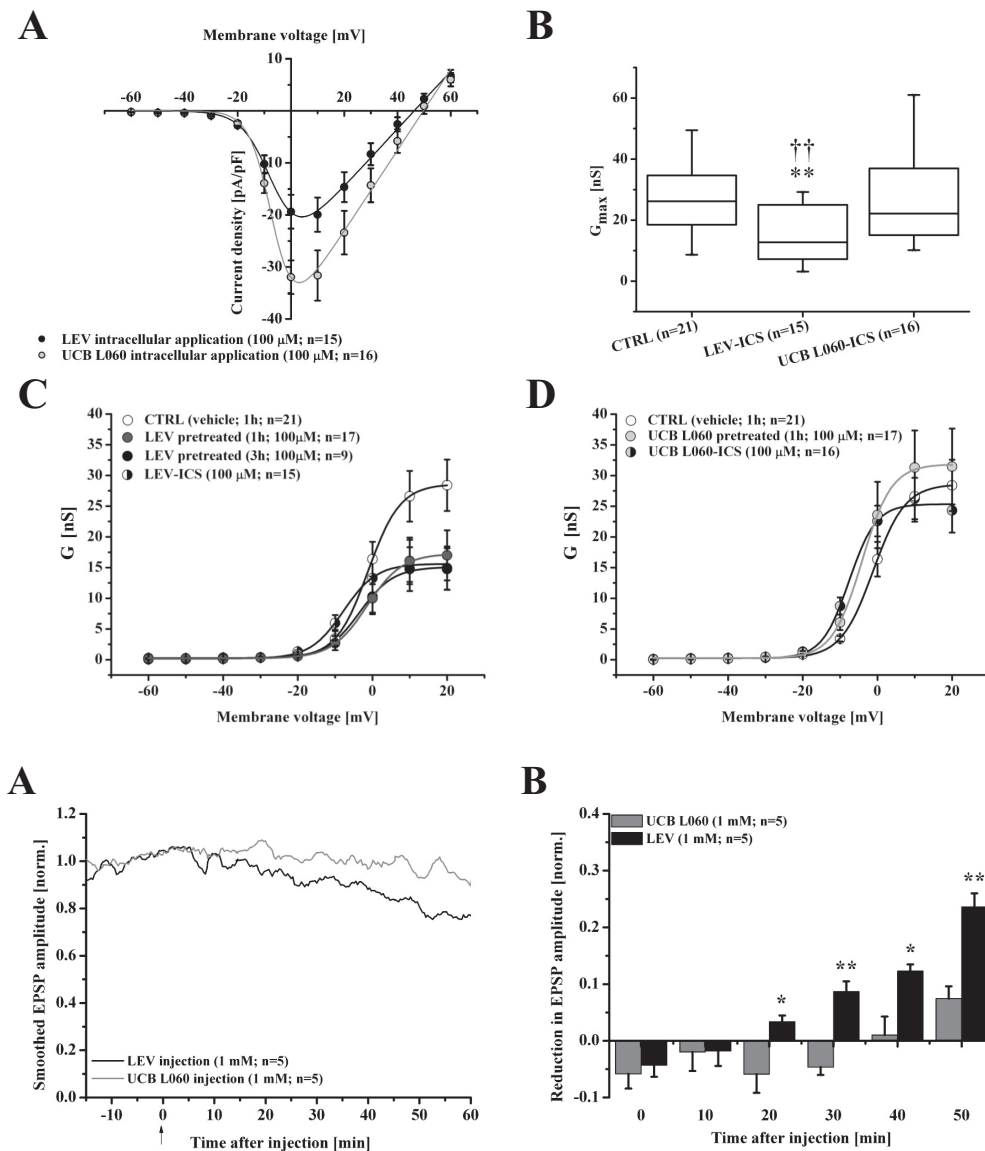 A
Membrane voltage [mV]
10
-60
-40
-20
20
40
60
-10
-20
-30
-40
Current density [pA/pF]
LEV intracellular application (100 µM; n=15)
UCB L060 intracellular application (100 µM; n=16)
B
60
40
20
0
G max [nS]
††
**
CTRL (n=21)
LEV-ICS (n=15)
UCB L060-ICS (n=16)
C
40
35
30
25
20
15
10
5
0
G [nS]
CTRL (vehicle; 1h; n=21)
LEV pretreated (1h; 100µM; n=17)
LEV pretreated (3h; 100µM; n=9)
LEV-ICS (100 µM; n=15)
-60
-40
-20
0
20
Membrane voltage [mV]
D
40
35
30
25
20
15
10
5
0
G [nS]
CTRL (vehicle; 1h; n=21)
UCB L060 pretreated (1h; 100 µM; n=17)
UCB L060-ICS (100 µM; n=16)
-60
-40
-20
0
20
Membrane voltage [mV]
A
1.2
1.0
0.8
0.6
0.4
0.2
0.0
Smoothed EPSP amplitude [norm.]
LEV injection (1 mM; n=5)
UCB L060 injection (1 mM; n=5)
-10
0
10
20
30
40
50
60
Time after injection [min]
B
0.4
0.3
0.2
0.1
0.0
-0.1
Reduction in EPSP amplitude [norm.]
UCB L060 (1 mM; n=5)
LEV (1 mM; n=5)
*
**
*
**
0
10
20
30
40
50
Time after injection [min]